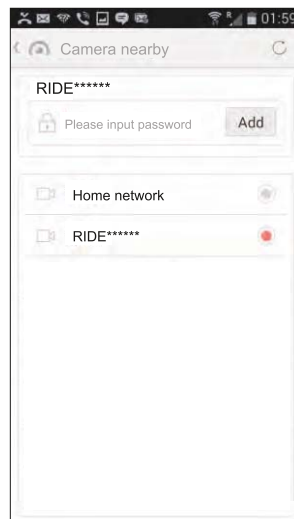 01:59
Camera nearby
RIDE******
Please input password Add
Home network
RIDE******